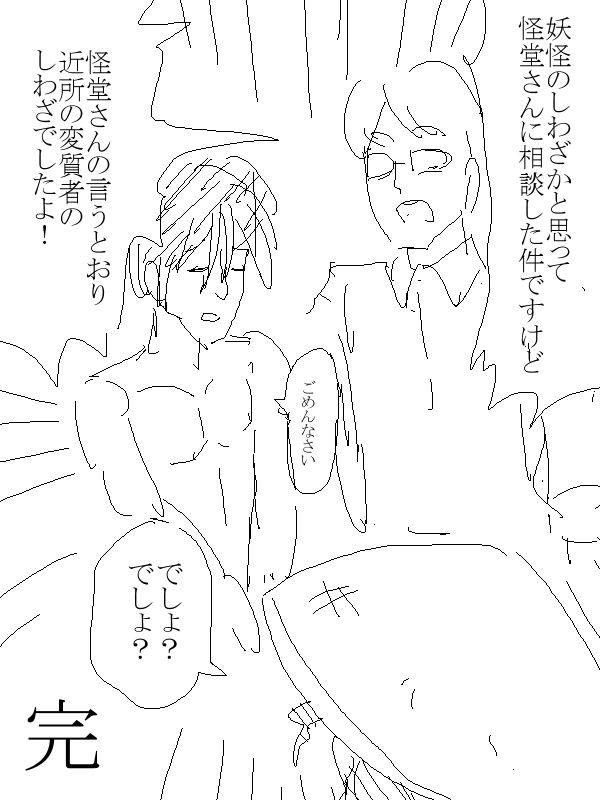 妖怪のしわざかと思って
怪堂さんに相談した件ですけど
怪堂さんの言うとおり
近所の変質者の
しわざでしたよ！
ごめんなさい
でしょ？
でしょ？
完